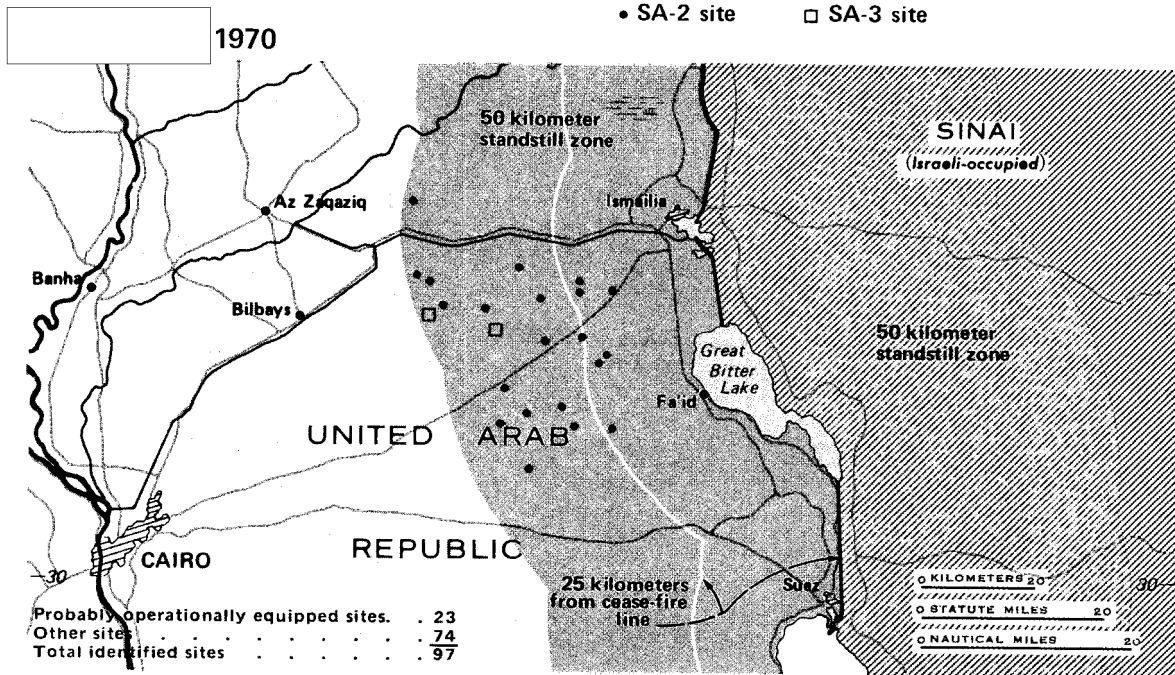 • SA-2 site □ SA-3 site
1970
50 kilometer
standstill zone
SINAI
(Israeli-occupied)
Az Zaqaziq
Ismailia
Banha
Bilbays
50 kilometer
standstill zone
Great
Bitter
Lake
Fa'id
UNITED ARAB
REPUBLIC
CAIRO
30
25 kilometers
from cease-fire
line
Suez
30
0 KILOMETERS 20
0 STATUTE MILES 20
0 NAUTICAL MILES 20
Probably operationally equipped sites. . 23
Other sites . . . . . . . . . . 74
Total identified sites . . . . . . 97